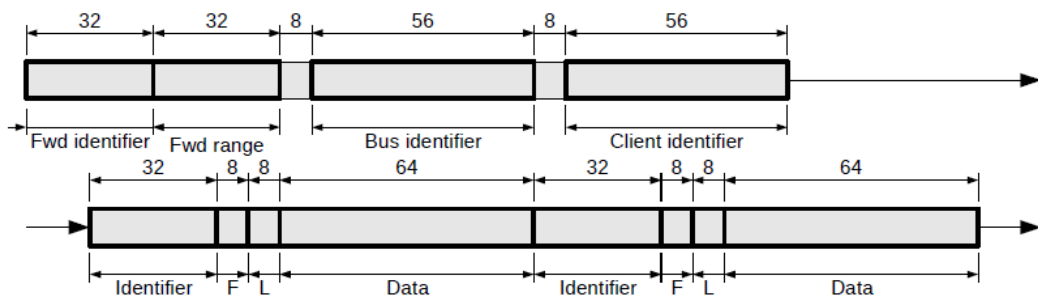 32 32 8 56 8 56
Fwd identifier Fwd range Bus identifier Client identifier
32 8 8 64 32 8 8 64
Identifier F L Data Identifier F L Data